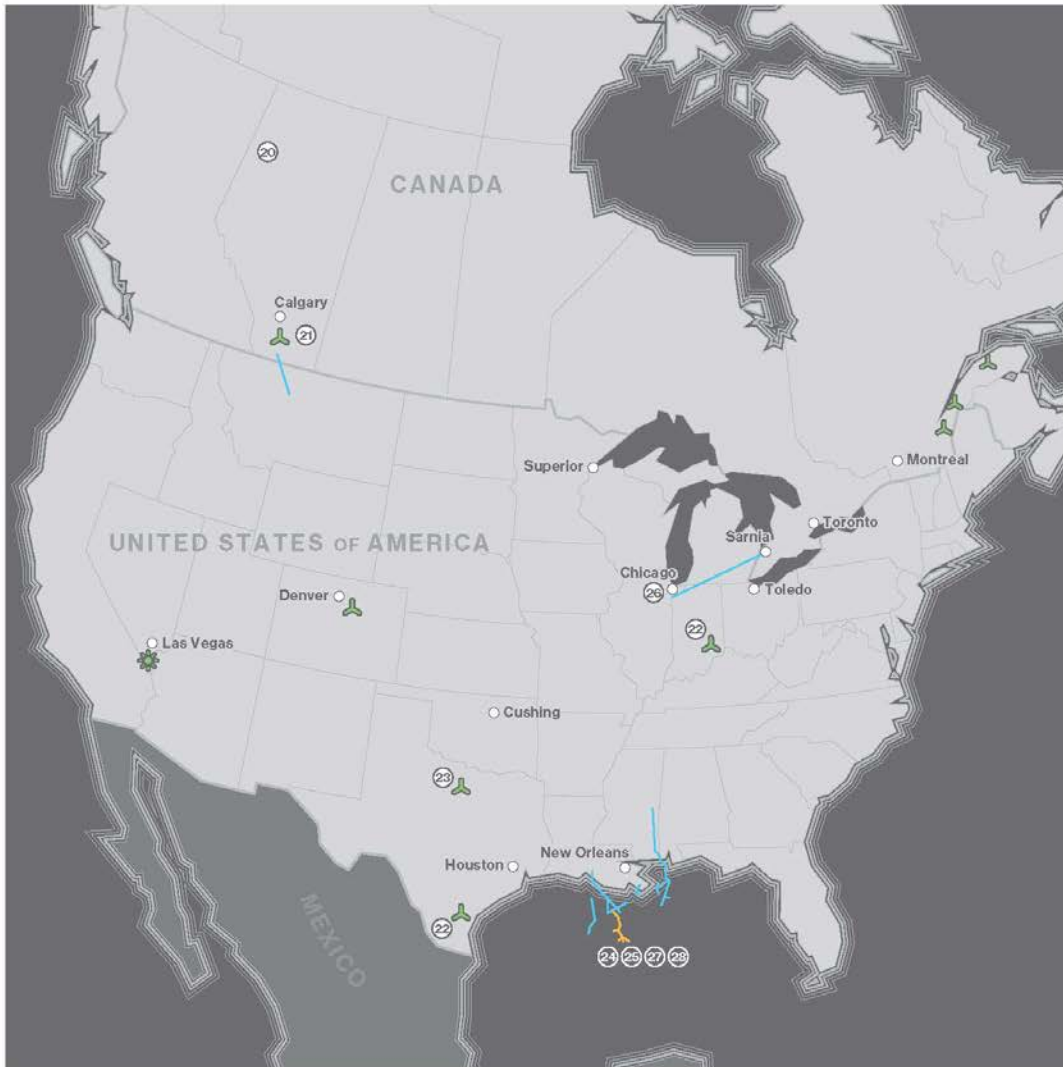 20
CANADA
Calgary
21
Superior
Montreal
Toronto
Sarnia
UNITED STATES OF AMERICA
Chicago
26
Toledo
Denver
22
Las Vegas
Cushing
23
New Orleans
Houston
22
MEXICO
24 25 27 28